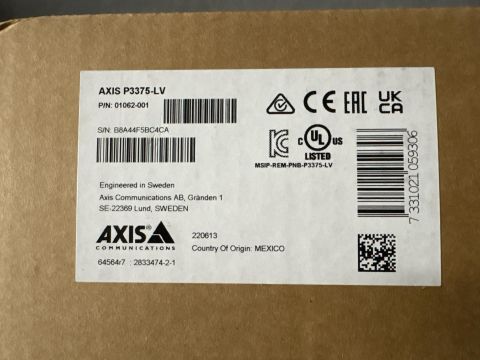 AXIS P3375-LV
P/N: 01062-001
S/N: B8A44F5BC4CA
CE EAC UK CA
C UL US
LISTED
MSIP-REM-PNB-P3375-LV
7 331021 059306
Engineered in Sweden
Axis Communications AB, Gränden 1
SE-22369 Lund, SWEDEN
AXIS
COMMUNICATIONS
220613
Country Of Origin: MEXICO
64564r7 : 2833474-2-1